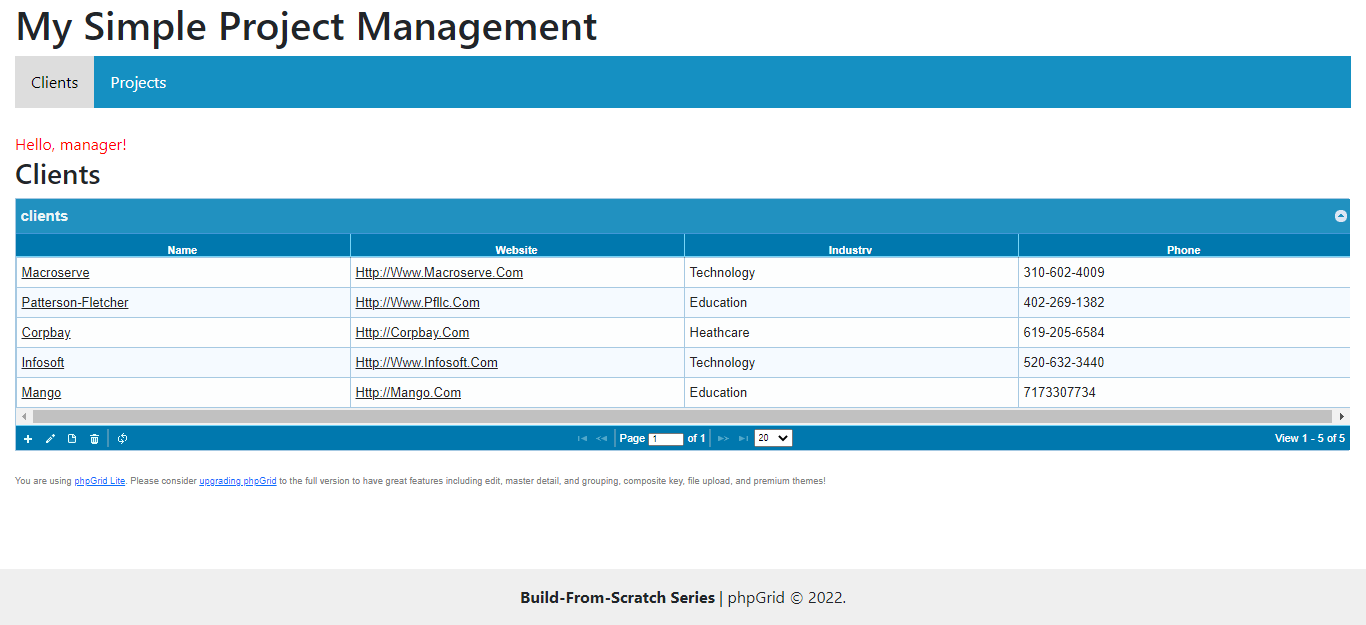 My Simple Project Management
Clients Projects
Hello, manager!
Clients
clients
Name Website Industry Phone
Macroserve Http://Www.Macroserve.Com Technology 310-602-4009
Patterson-Fletcher Http://Www.Pfllc.Com Education 402-269-1382
Corpbay Http://Corpbay.Com Heathcare 619-205-6584
Infosoft Http://Www.Infosoft.Com Technology 520-632-3440
Mango Http://Mango.Com Education 7173307734
Page 1 of 1 20 View 1 - 5 of 5
You are using phpGrid Lite. Please consider upgrading phpGrid to the full version to have great features including edit, master detail, and grouping, composite key, file upload, and premium themes!
Build-From-Scratch Series | phpGrid © 2022.